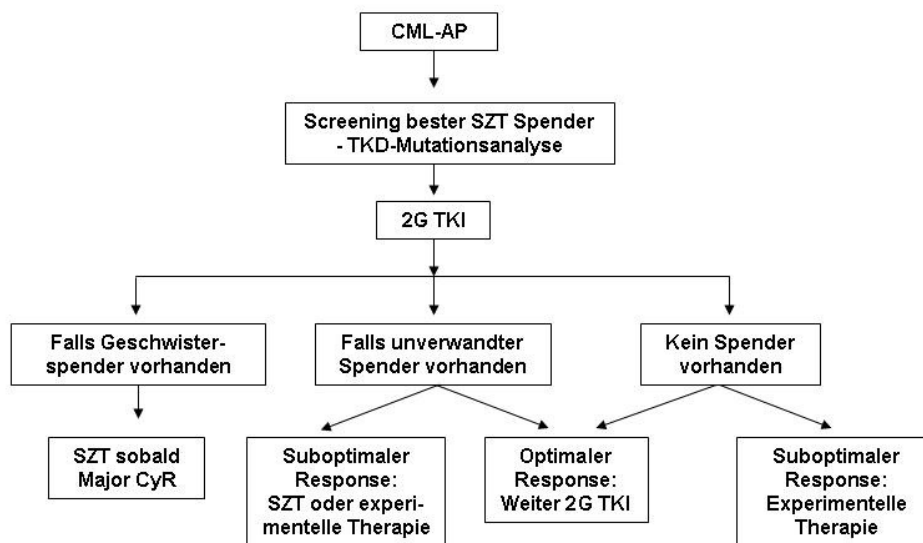 CML-AP
Screening bester SZT Spender
- TKD-Mutationsanalyse
2G TKI
Falls Geschwister-
spender vorhanden
Falls unverwandter
Spender vorhanden
Kein Spender
vorhanden
SZT sobald
Major CyR
Suboptimaler
Response:
SZT oder experi-
mentelle Therapie
Optimaler
Response:
Weiter 2G TKI
Suboptimaler
Response:
Experimentelle
Therapie